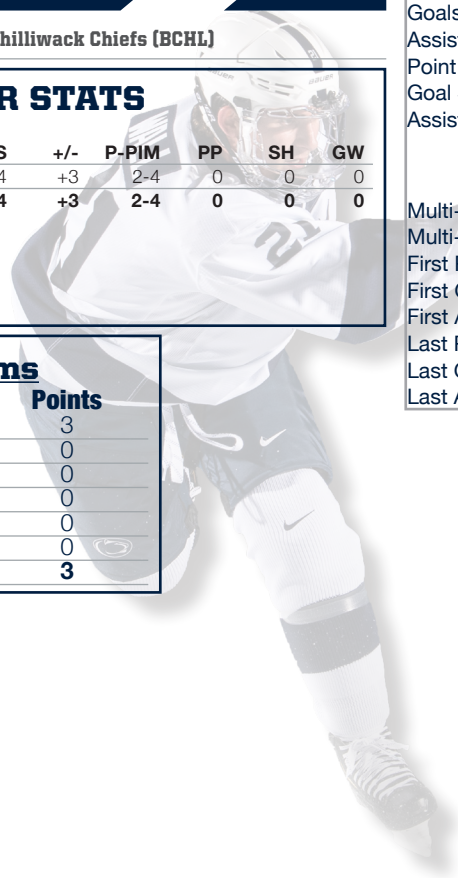 hilliwack Chiefs (BCHL)
R STATS
S +/- P-PIM PP SH GW
4 +3 2-4 0 0 0
4 +3 2-4 0 0 0
ms
Points
3
0
0
0
0
0
3
Goals
Assis
Point
Goal
Assis
Multi-
Multi-
First
First
First A
Last
Last
Last A
21